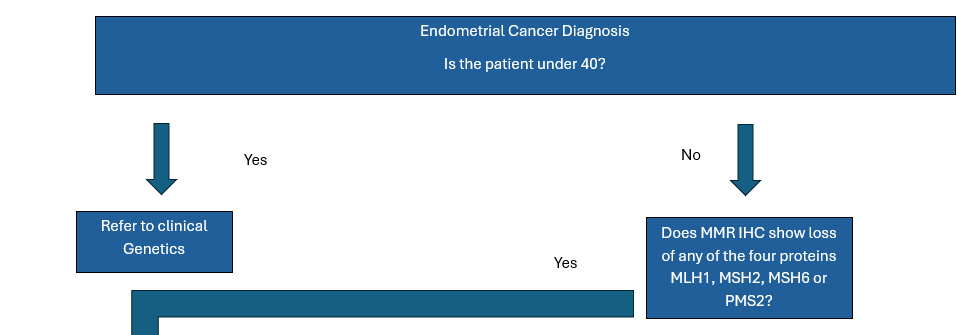 Endometrial Cancer Diagnosis
Is the patient under 40?
Yes
No
Refer to clinical
Genetics
Does MMR IHC show loss
of any of the four proteins
MLH1, MSH2, MSH6 or
PMS2?
Yes